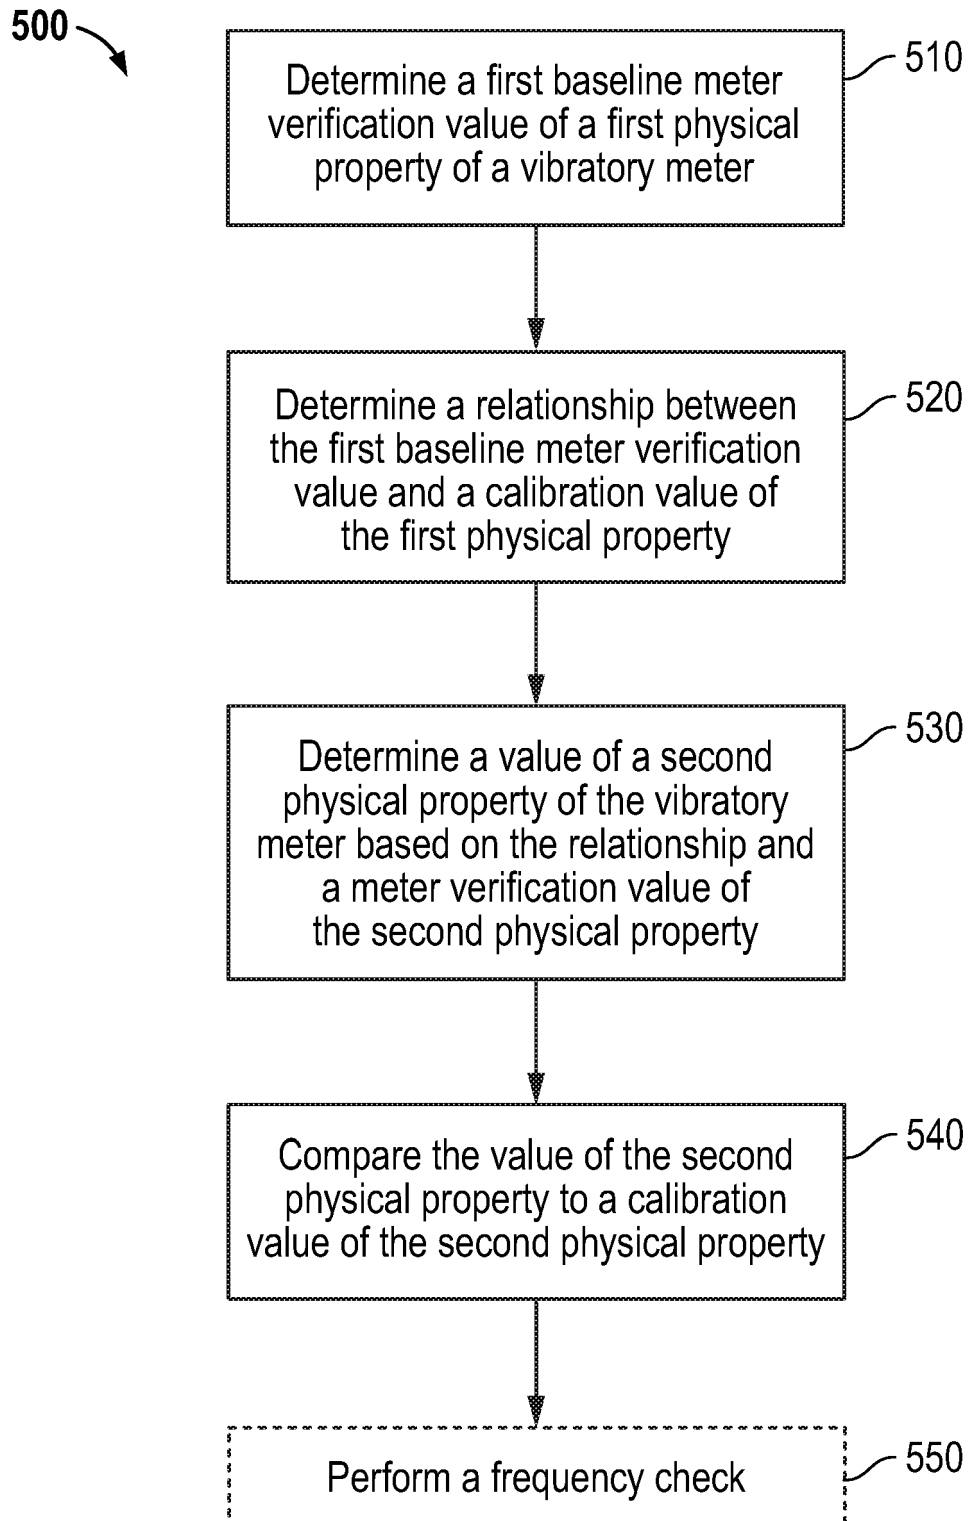 500
510
Determine a first baseline meter
verification value of a first physical
property of a vibratory meter
520
Determine a relationship between
the first baseline meter verification
value and a calibration value of
the first physical property
530
Determine a value of a second
physical property of the vibratory
meter based on the relationship and
a meter verification value of
the second physical property
540
Compare the value of the second
physical property to a calibration
value of the second physical property
550
Perform a frequency check